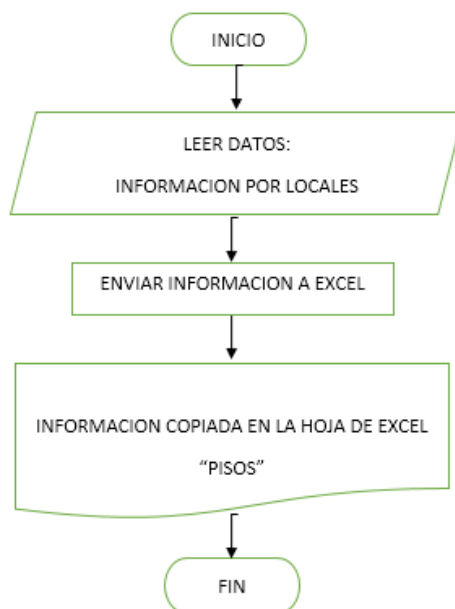 INICIO
LEER DATOS:
INFORMACION POR LOCALES
ENVIAR INFORMACION A EXCEL
INFORMACION COPIADA EN LA HOJA DE EXCEL
“PISOS”
FIN